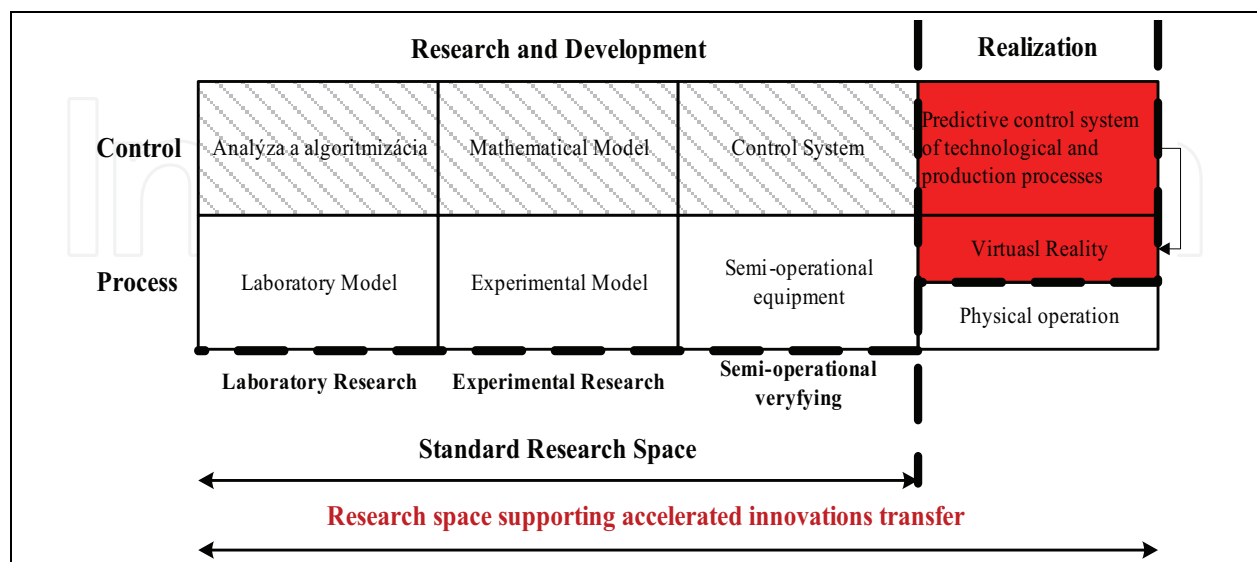 Research and Development
Realization
Control
Analýza a algoritmizácia
Mathematical Model
Control System
Predictive control system
of technological and
production processes
Process
Laboratory Model
Experimental Model
Semi-operational
equipment
Virtuasl Reality
Physical operation
Laboratory Research
Experimental Research
Semi-operational
veryfying
Standard Research Space
Research space supporting accelerated innovations transfer